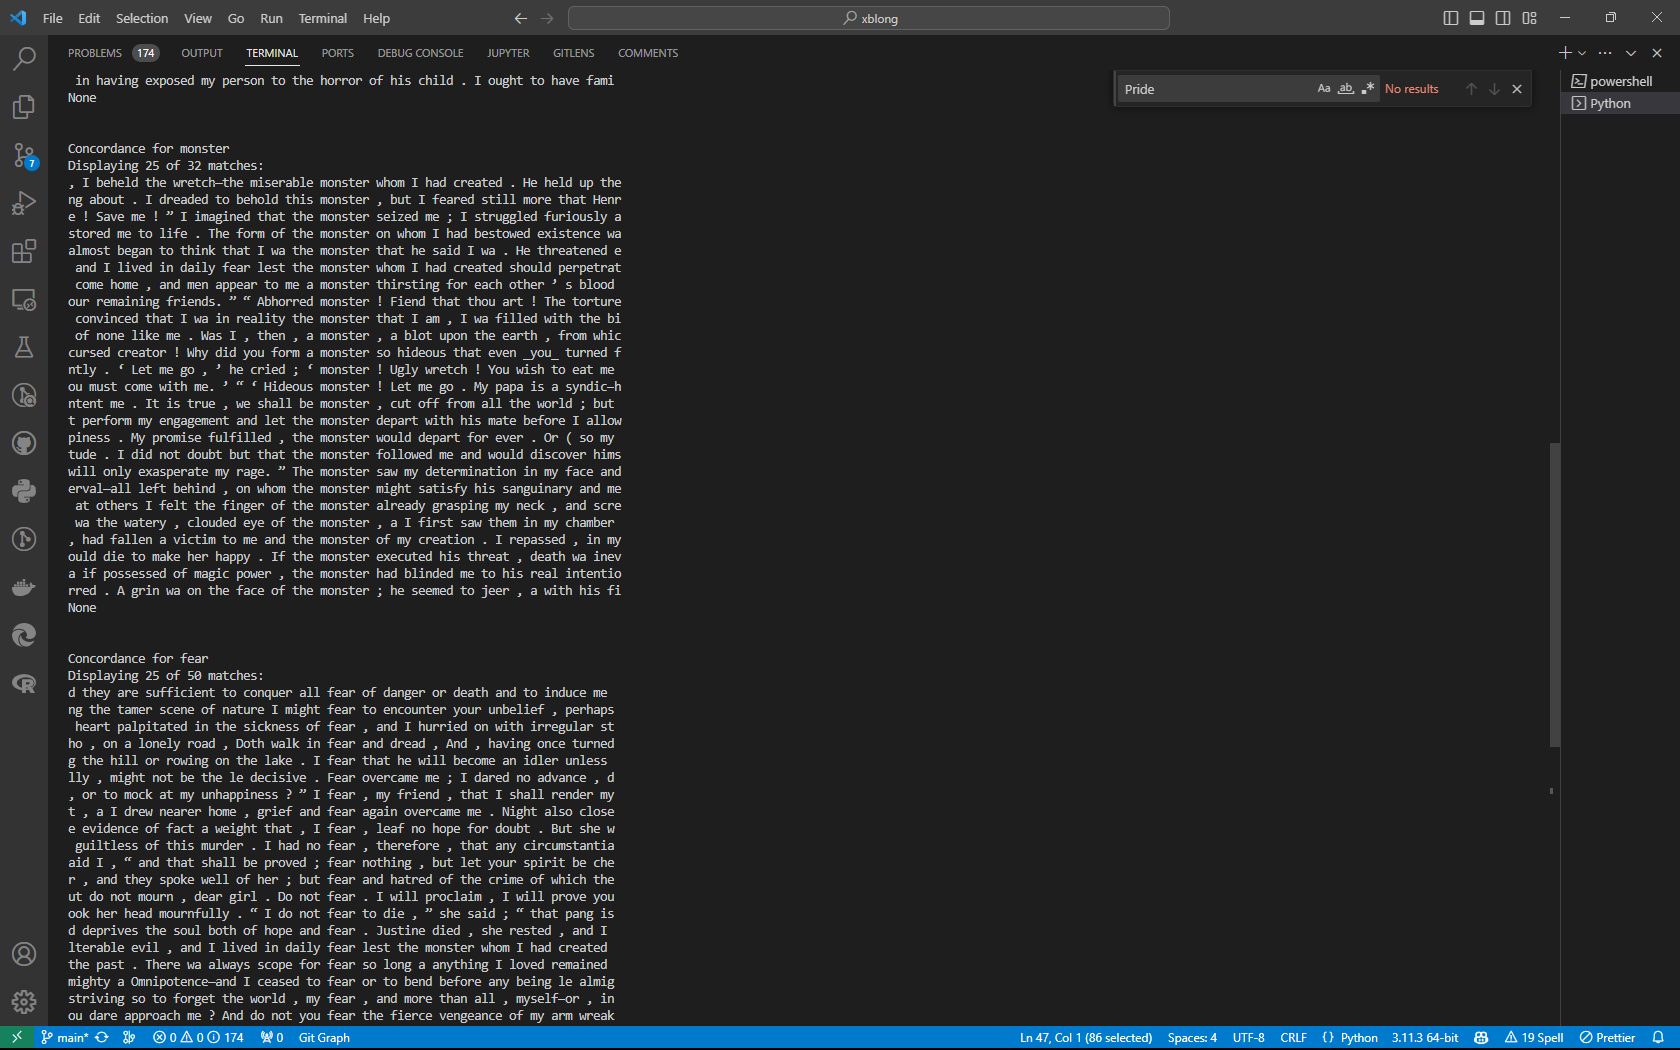 File Edit Selection View Go Run Terminal Help
xblong
PROBLEMS 174 OUTPUT TERMINAL PORTS DEBUG CONSOLE JUPYTER GITLENS COMMENTS
Pride Aa ab No results
powershell
Python
in having exposed my person to the horror of his child . I ought to have fami
None
Concordance for monster
Displaying 25 of 32 matches:
, I beheld the wretch—the miserable monster whom I had created . He held up the
ng about . I dreaded to behold this monster , but I feared still more that Henr
e ! Save me ! ” I imagined that the monster seized me ; I struggled furiously a
stored me to life . The form of the monster on whom I had bestowed existence wa
almost began to think that I wa the monster that he said I wa . He threatened e
and I lived in daily fear lest the monster whom I had created should perpetrat
come home , and men appear to me a monster thirsting for each other ’ s blood
our remaining friends. ” “ Abhorred monster ! Fiend that thou art ! The torture
convinced that I wa in reality the monster that I am , I wa filled with the bi
of none like me . Was I , then , a monster , a blot upon the earth , from whic
cursed creator ! Why did you form a monster so hideous that even _you_ turned f
ntly . ‘ Let me go , ’ he cried ; ‘ monster ! Ugly wretch ! You wish to eat me
ou must come with me. ’ “ ‘ Hideous monster ! Let me go . My papa is a syndic—h
ntent me . It is true , we shall be monster , cut off from all the world ; but
t perform my engagement and let the monster depart with his mate before I allow
piness . My promise fulfilled , the monster would depart for ever . Or ( so my
tude . I did not doubt but that the monster followed me and would discover hims
will only exasperate my rage. ” The monster saw my determination in my face and
erval—all left behind , on whom the monster might satisfy his sanguinary and me
at others I felt the finger of the monster already grasping my neck , and scre
wa the watery , clouded eye of the monster , a I first saw them in my chamber
, had fallen a victim to me and the monster of my creation . I repassed , in my
ould die to make her happy . If the monster executed his threat , death wa inev
a if possessed of magic power , the monster had blinded me to his real intentio
rred . A grin wa on the face of the monster ; he seemed to jeer , a with his fi
None
Concordance for fear
Displaying 25 of 50 matches:
d they are sufficient to conquer all fear of danger or death and to induce me
ng the tamer scene of nature I might fear to encounter your unbelief , perhaps
heart palpitated in the sickness of fear , and I hurried on with irregular st
ho , on a lonely road , Doth walk in fear and dread , And , having once turned
g the hill or rowing on the lake . I fear that he will become an idler unless
lly , might not be the le decisive . Fear overcame me ; I dared no advance , d
, or to mock at my unhappiness ? ” I fear , my friend , that I shall render my
t , a I drew nearer home , grief and fear again overcame me . Night also close
e evidence of fact a weight that , I fear , leaf no hope for doubt . But she w
guiltless of this murder . I had no fear , therefore , that any circumstantia
aid I , “ and that shall be proved ; fear nothing , but let your spirit be che
r , and they spoke well of her ; but fear and hatred of the crime of which the
ut do not mourn , dear girl . Do not fear . I will proclaim , I will prove you
ook her head mournfully . “ I do not fear to die , ” she said ; “ that pang is
d deprives the soul both of hope and fear . Justine died , she rested , and I
lterable evil , and I lived in daily fear lest the monster whom I had created
the past . There wa always scope for fear so long a anything I loved remained
mighty a Omnipotence—and I ceased to fear or to bend before any being le almig
striving so to forget the world , my fear , and more than all , myself—or , in
ou dare approach me ? And do not you fear the fierce vengeance of my arm wreak
7
main* 0 0 174 0 Git Graph Ln 47, Col 1 (86 selected) Spaces: 4 UTF-8 CRLF Python 3.11.3 64-bit 19 Spell Prettier